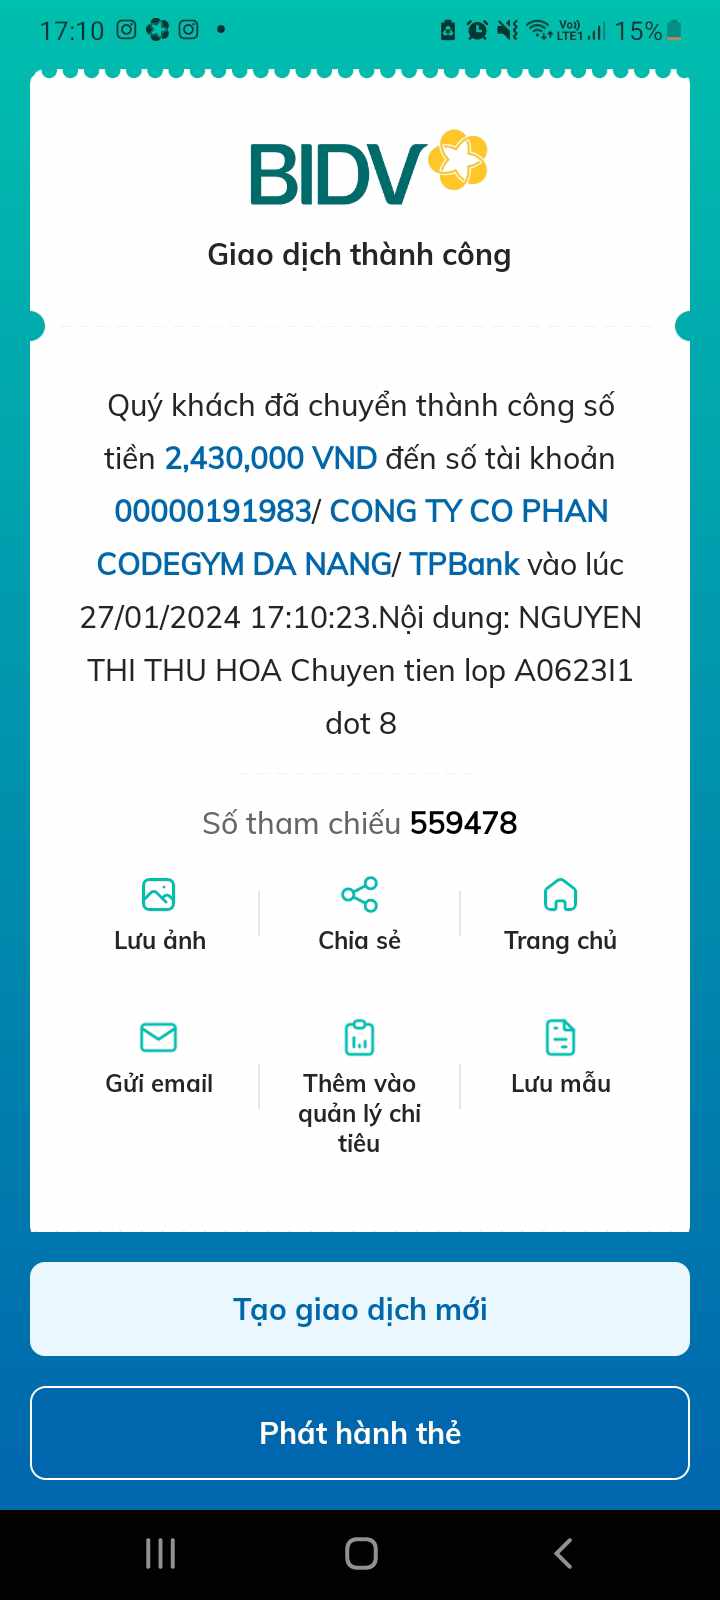 17:10 Vo)) LTE1 15%
BIDV
Giao dịch thành công
Quý khách đã chuyển thành công số
tiền 2,430,000 VND đến số tài khoản
00000191983/ CONG TY CO PHAN
CODEGYM DA NANG/ TPBank vào lúc
27/01/2024 17:10:23.Nội dung: NGUYEN
THI THU HOA Chuyen tien lop A0623I1
dot 8
Số tham chiếu 559478
Lưu ảnh Chia sẻ Trang chủ
Gửi email Thêm vào Lưu mẫu
quản lý chi
tiêu
Tạo giao dịch mới
Phát hành thẻ